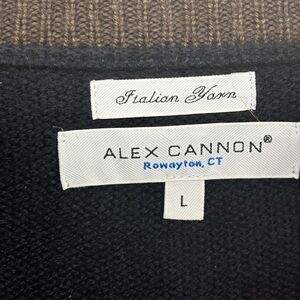 Italian Yarn
ALEX CANNON®
Rowayton, CT
L